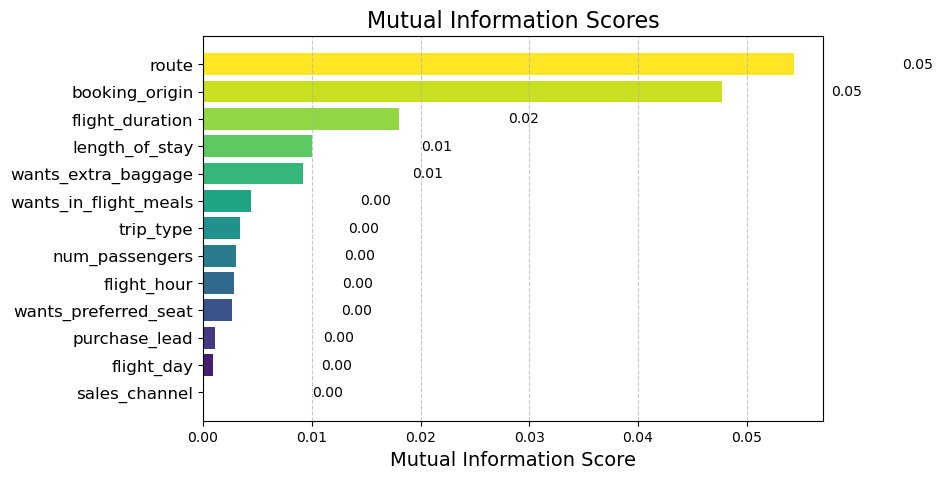 Mutual Information Scores
route 0.05
booking_origin 0.05
flight_duration 0.02
length_of_stay 0.01
wants_extra_baggage 0.01
wants_in_flight_meals 0.00
trip_type 0.00
num_passengers 0.00
flight_hour 0.00
wants_preferred_seat 0.00
purchase_lead 0.00
flight_day 0.00
sales_channel 0.00
0.00 0.01 0.02 0.03 0.04 0.05
Mutual Information Score